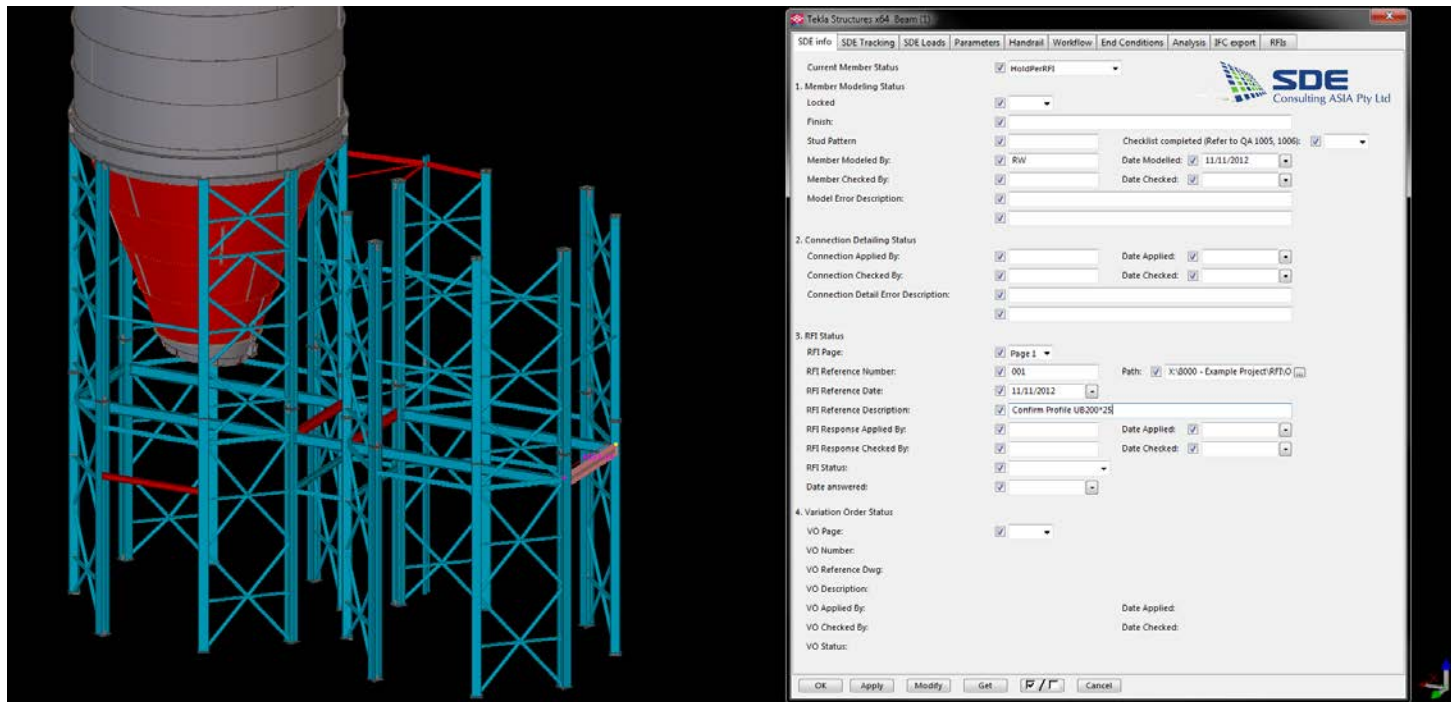 Tekla Structures x64 Beam (1)
SDE info SDE Tracking SDE Loads Parameters Handrail Workflow End Conditions Analysis IFC export RFIs
Current Member Status HoldPerRFI
SDE
Consulting ASIA Pty Ltd
1. Member Modeling Status
Locked
Finish:
Stud Pattern Checklist completed (Refer to QA 1005, 1006):
Member Modeled By: RW Date Modelled: 11/11/2012
Member Checked By: Date Checked:
Model Error Description:
2. Connection Detailing Status
Connection Applied By: Date Applied:
Connection Checked By: Date Checked:
Connection Detail Error Description:
3. RFI Status
RFI Page: Page 1
RFI Reference Number: 001 Path: X:\8000 - Example Project\RFI\O ...
RFI Reference Date: 11/11/2012
RFI Reference Description: Confirm Profile UB200*25
RFI Response Applied By: Date Applied:
RFI Response Checked By: Date Checked:
RFI Status:
Date answered:
4. Variation Order Status
VO Page:
VO Number:
VO Reference Dwg:
VO Description:
VO Applied By: Date Applied:
VO Checked By: Date Checked:
VO Status:
OK Apply Modify Get / Cancel